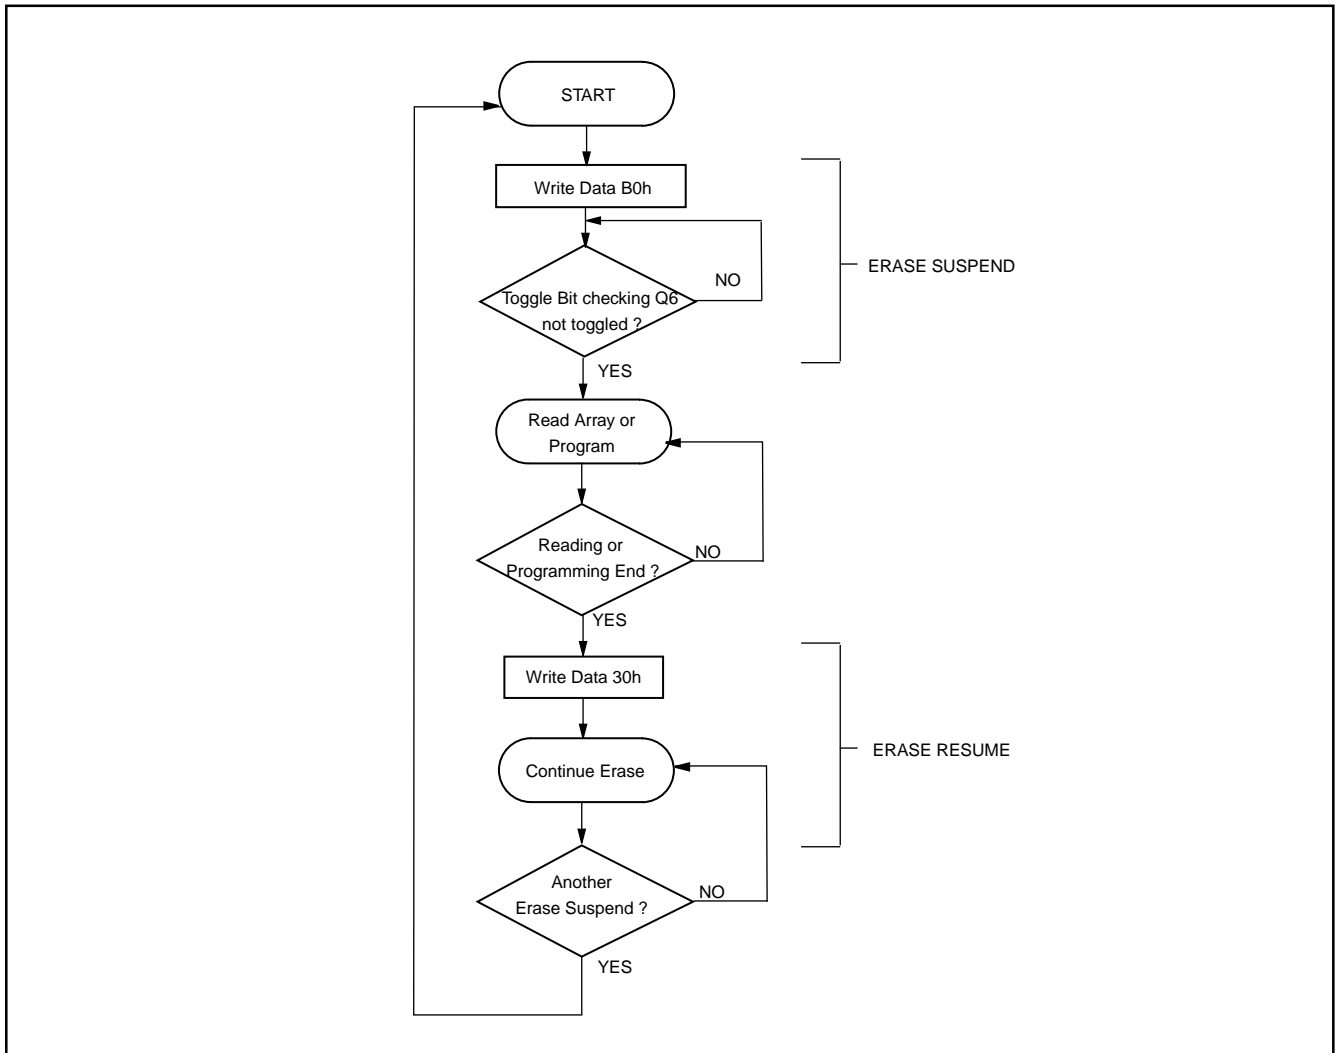 START
Write Data B0h
ERASE SUSPEND
NO
Toggle Bit checking Q6
not toggled ?
YES
Read Array or
Program
Reading or
NO
Programming End ?
YES
Write Data 30h
ERASE RESUME
Continue Erase
Another
NO
Erase Suspend ?
YES